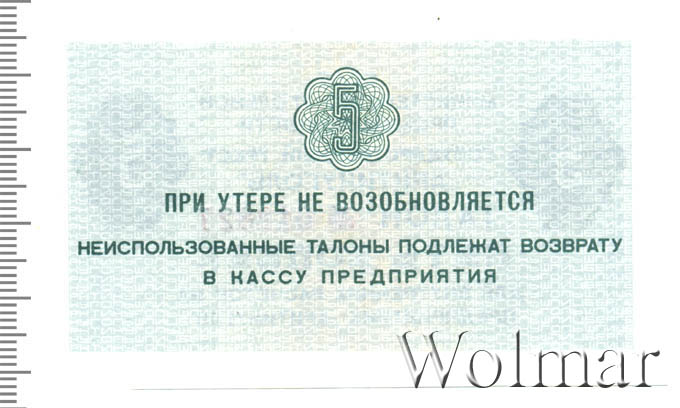 5
ПРИ УТЕРЕ НЕ ВОЗОБНОВЛЯЕТСЯ
НЕИСПОЛЬЗОВАННЫЕ ТАЛОНЫ ПОДЛЕЖАТ ВОЗВРАТУ
В КАССУ ПРЕДПРИЯТИЯ
Wolmar